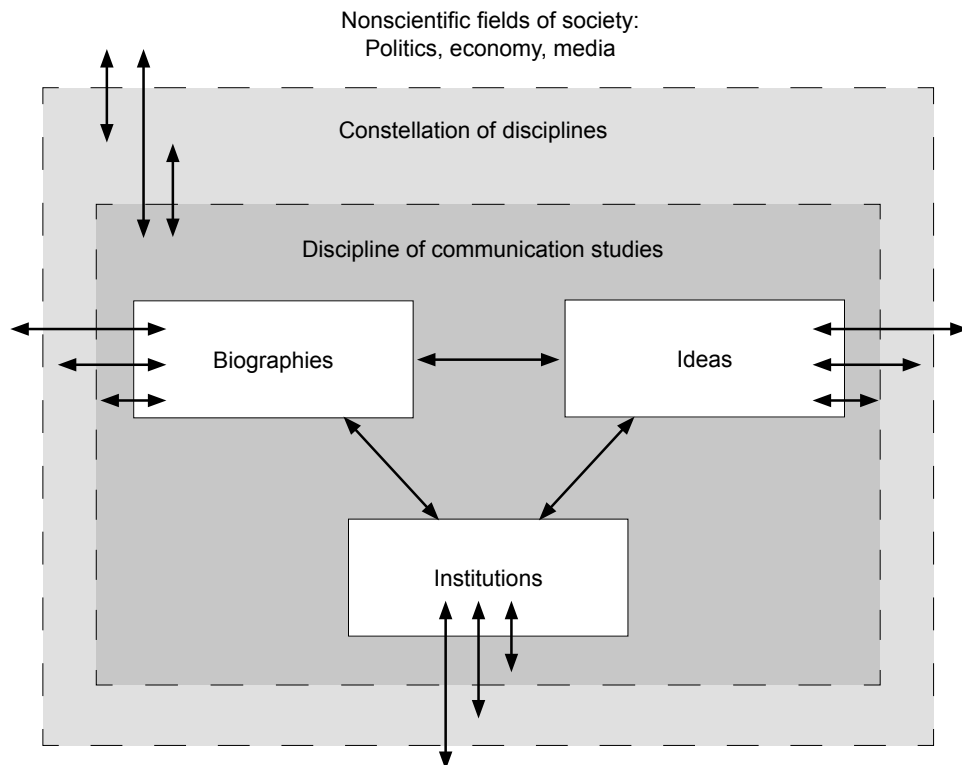 Nonscientific fields of society:
Politics, economy, media
Constellation of disciplines
Discipline of communication studies
Biographies
Ideas
Institutions